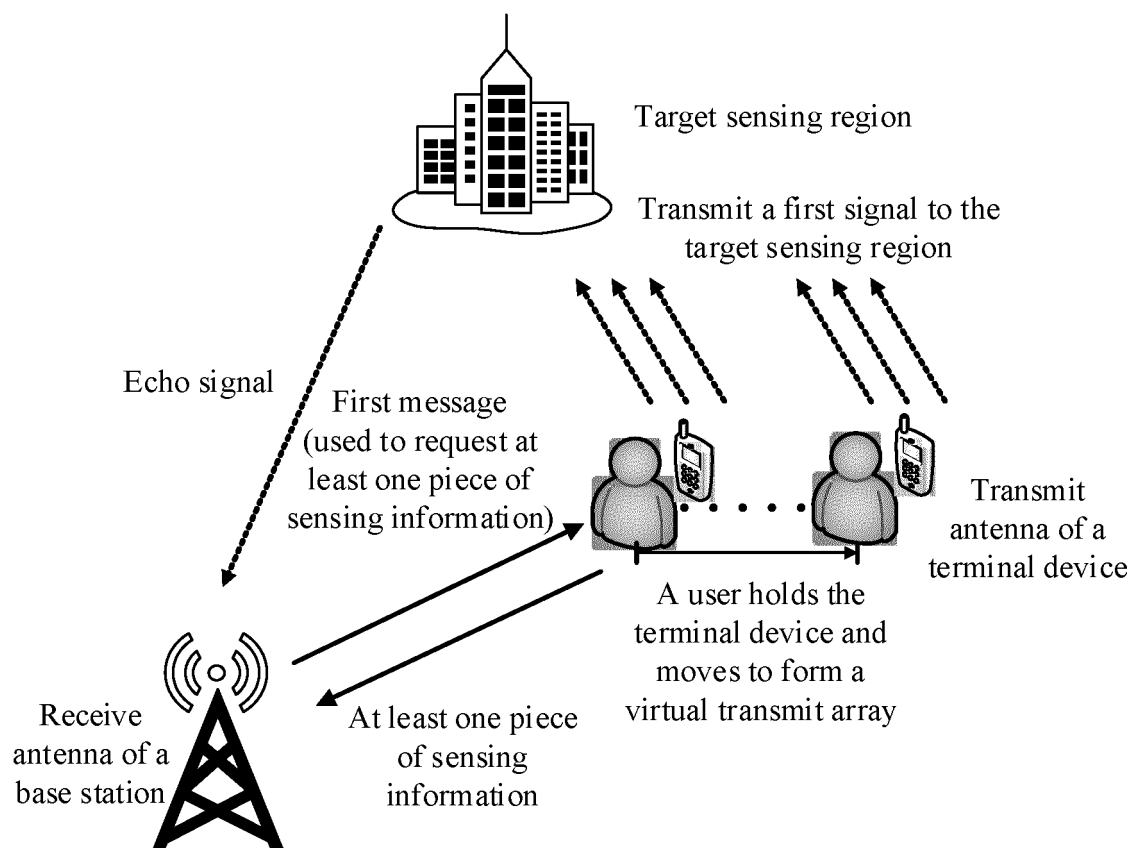 Target sensing region
Transmit a first signal to the
target sensing region
Echo signal
First message
(used to request at
least one piece of
sensing information)
Transmit
antenna of a
terminal device
A user holds the
terminal device and
moves to form a
virtual transmit array
Receive
antenna of a
base station
At least one piece
of sensing
information